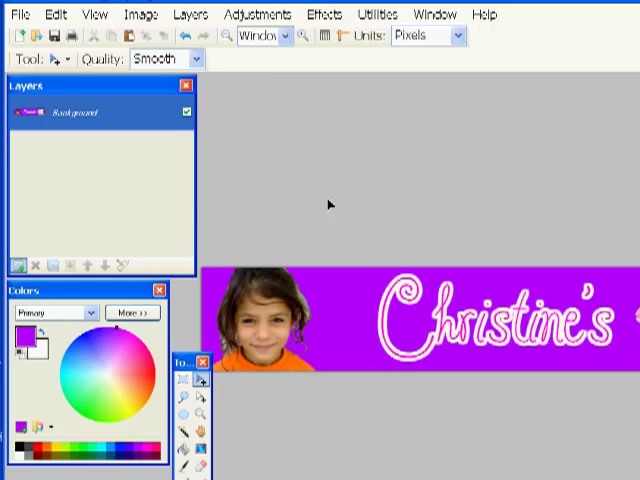 File Edit View Image Layers Adjustments Effects Utilities Window Help
Window Units: Pixels
Tool: Quality: Smooth
Layers
Background
Colors
Primary More >>
To...
Christine's